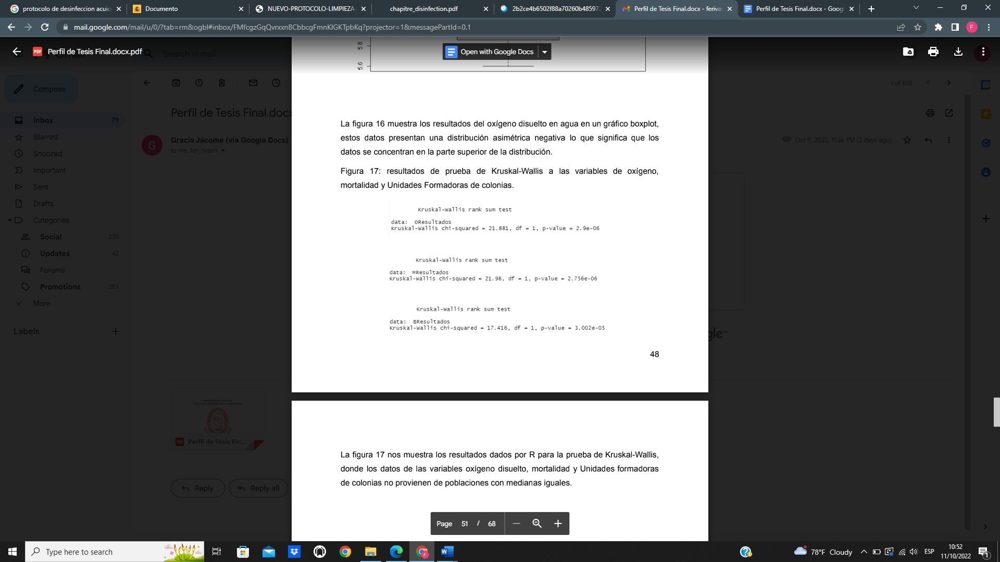 protocolo de desinfeccion acuic
Documento
NUEVO-PROTOCOLO-LIMPIEZA-
chapitre_disinfection.pdf
2b2ce4b6502f88a70260b485972
Perfil de Tesis Final.docx - feriva
Perfil de Tesis Final.docx - Goog
mail.google.com/mail/u/0/?tab=rm&ogbl#inbox/FMfcgzGqQvrxxnBCbbcgFmnKlGKTpbKq?projector=1&messagePartId=0.1
PDF Perfil de Tesis Final.docx.pdf
Search in mail
Open with Google Docs
5.8
5.6
Compose
1 of 858
Perfil de Tesis Final.docx
Inbox 79
Starred
Snoozed
Important
Sent
Drafts
Categories
Social 235
Updates 42
Forums
Promotions 283
More
Labels
G
Gracia Jácome (via Google Docs)
to me, fer_rivas9
Oct 9, 2022, 11:36 PM (2 days ago)
La figura 16 muestra los resultados del oxígeno disuelto en agua en un gráfico boxplot,
estos datos presentan una distribución asimétrica negativa lo que significa que los
datos se concentran en la parte superior de la distribución.
Figura 17: resultados de prueba de Kruskal-Wallis a las variables de oxígeno,
mortalidad y Unidades Formadoras de colonias.
Kruskal-Wallis rank sum test
data: OResultados
Kruskal-Wallis chi-squared = 21.881, df = 1, p-value = 2.9e-06
Kruskal-Wallis rank sum test
data: MResultados
Kruskal-Wallis chi-squared = 21.98, df = 1, p-value = 2.756e-06
Kruskal-Wallis rank sum test
data: BResultados
Kruskal-Wallis chi-squared = 17.416, df = 1, p-value = 3.002e-05
gle™
48
PDF Perfil de Tesis Fin...
Reply
Reply all
La figura 17 nos muestra los resultados dados por R para la prueba de Kruskal-Wallis,
donde los datos de las variables oxígeno disuelto, mortalidad y Unidades formadoras
de colonias no provienen de poblaciones con medianas iguales.
Page 51 / 68
Type here to search
78°F Cloudy
ESP
10:52
11/10/2022
1